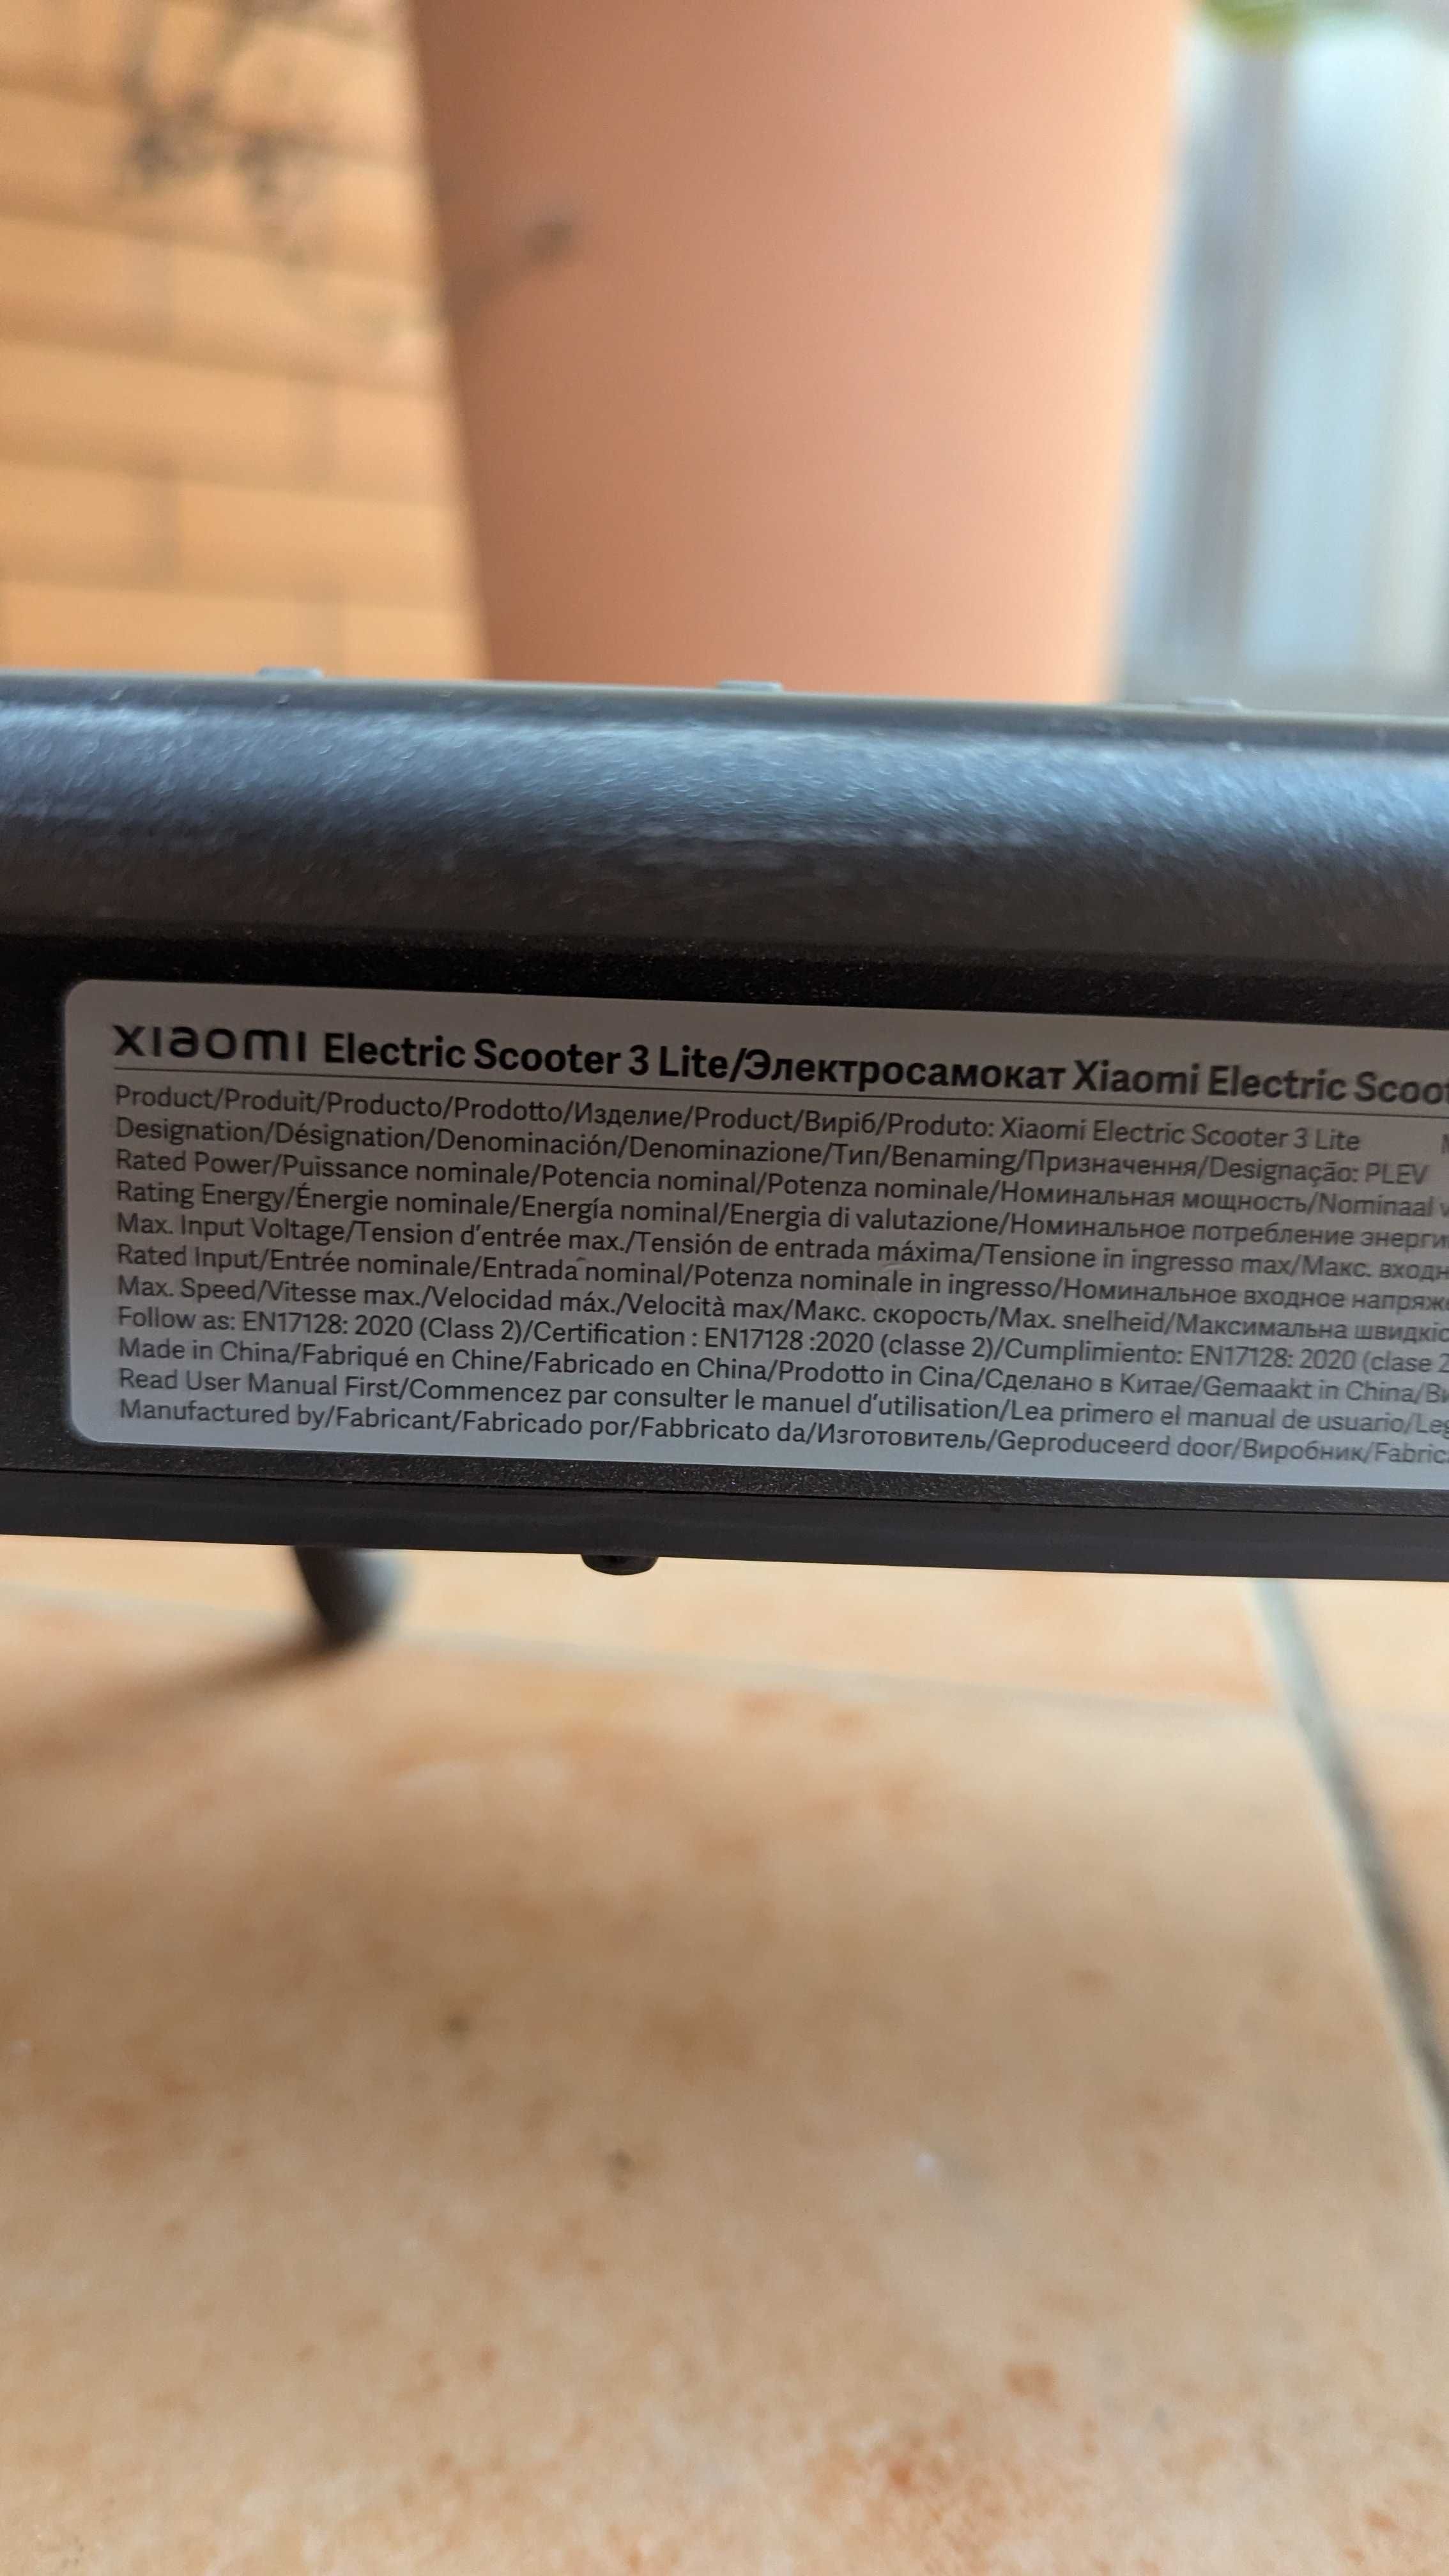 xiaomi Electric Scooter 3 Lite/Электросамокат Xiaomi Electric
Product/Produit/Producto/Prodotto/Изделие/Product/Виріб/Produto: Xiaomi Electric Scooter 3 Lite
Designation/Désignation/Denominación/Denominazione/Тип/Benaming/Призначення/Designação: PLEV
Rated Power/Puissance nominale/Potencia nominal/Potenza nominale/Номинальная мощность/Nominaal
Rating Energy/Énergie nominale/Energía nominal/Energia di valutazione/Номинальное потребление
Max. Input Voltage/Tension d'entrée max./Tensión de entrada máxima/Tensione in ingresso max/Макс.
Rated Input/Entrée nominale/Entrada nominal/Potenza nominale in ingresso/Номинальное входное
Max. Speed/Vitesse max./Velocidad máx./Velocità max/Макс. скорость/Max. snelheid/Максимальна
Follow as: EN17128: 2020 (Class 2)/Certification : EN17128 :2020 (classe 2)/Cumplimiento: EN17128: 2020 (clase 2
Made in China/Fabriqué en Chine/Fabricado en China/Prodotto in Cina/Сделано в Китае/Gemaakt in China/
Read User Manual First/Commencez par consulter le manuel d'utilisation/Lea primero el manual de usuario/
Manufactured by/Fabricant/Fabricado por/Fabbricato da/Изготовитель/Geproduceerd door/Виробник/